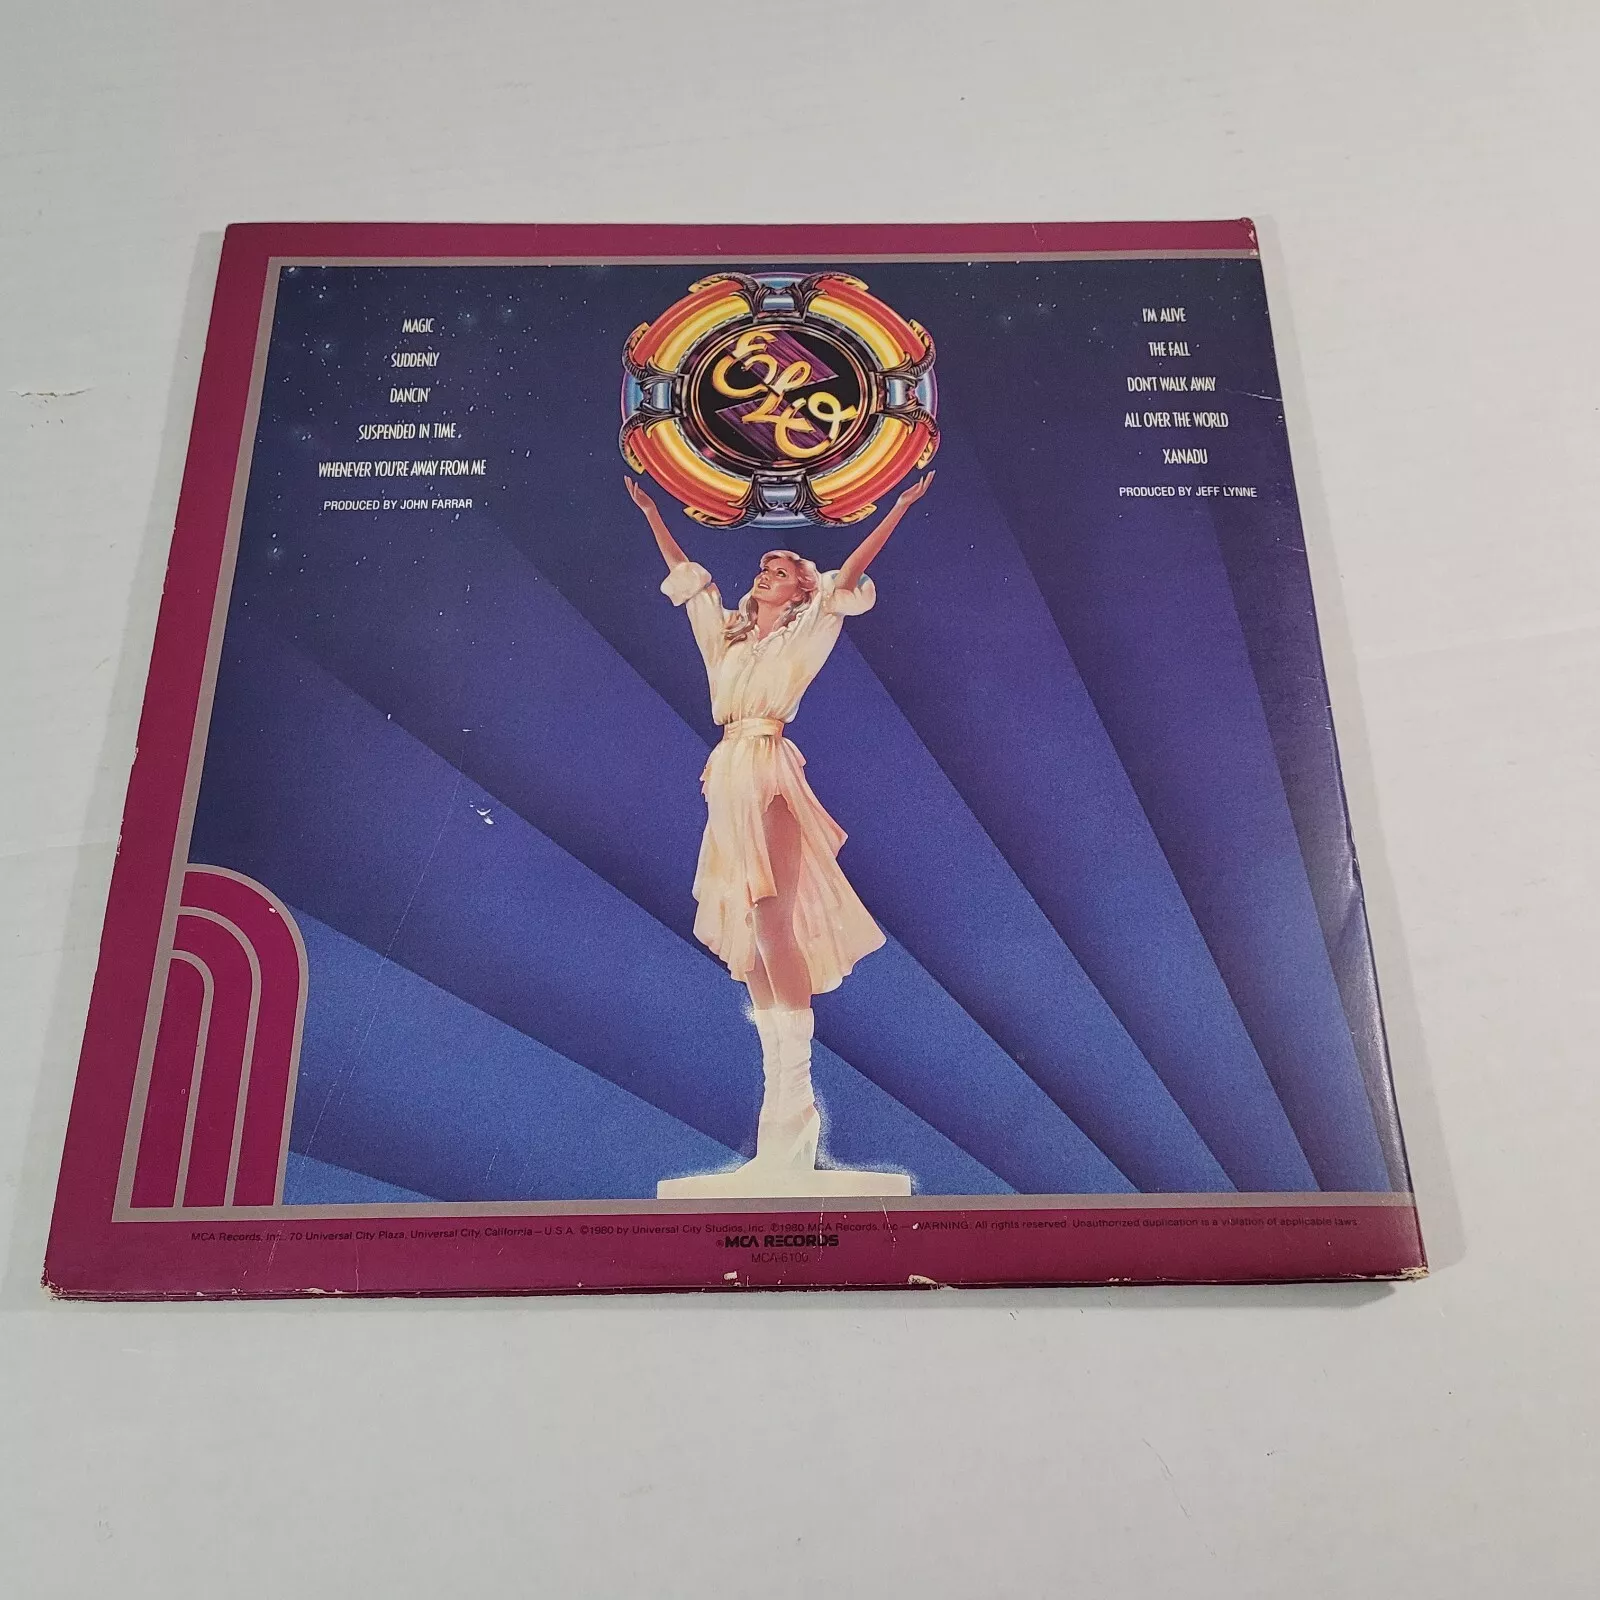 MAGIC
SUDDENLY
DANCIN'
SUSPENDED IN TIME
WHENEVER YOU'RE AWAY FROM ME
PRODUCED BY JOHN FARRAR
ELO
I'M ALIVE
THE FALL
DON'T WALK AWAY
ALL OVER THE WORLD
XANADU
PRODUCED BY JEFF LYNNE
MCA Records, Inc., 70 Universal City Plaza, Universal City, California – U.S.A. ©1980 by Universal City Studios, Inc. ℗1980 MCA Records, Inc. – WARNING: All rights reserved. Unauthorized duplication is a violation of applicable laws.
MCA RECORDS
MCA-6100